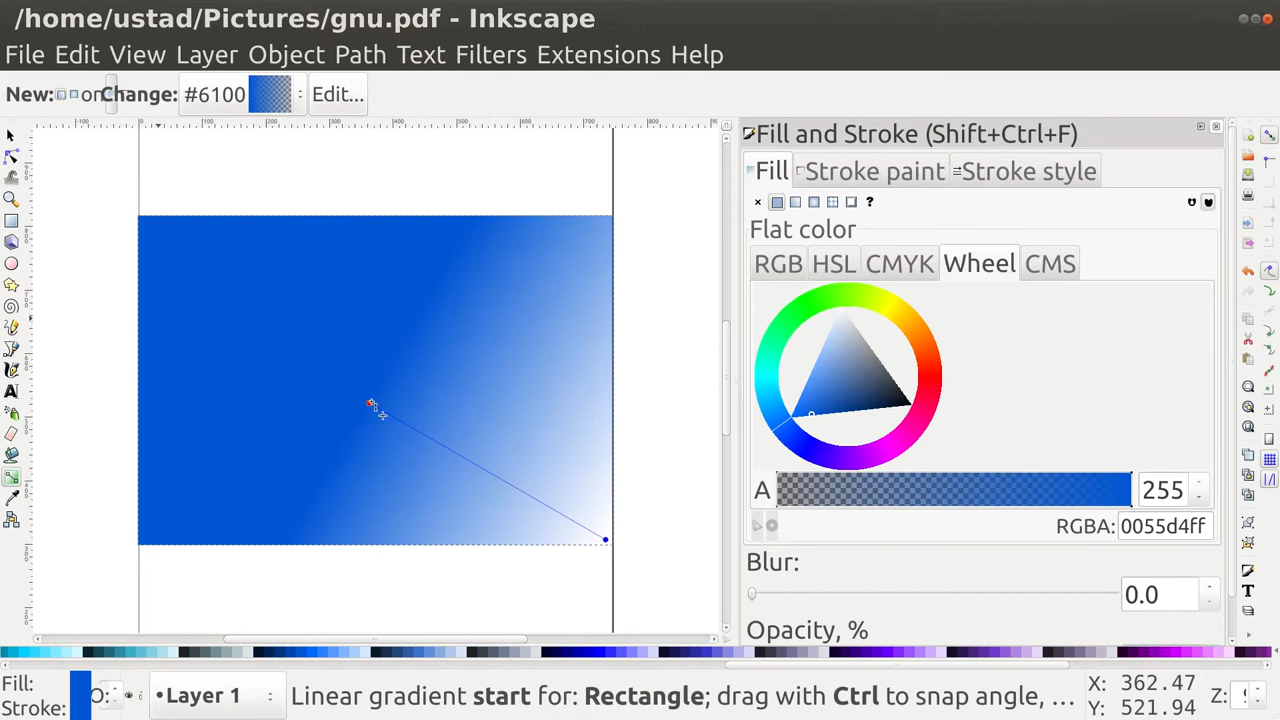 /home/ustad/Pictures/gnu.pdf - Inkscape
File Edit View Layer Object Path Text Filters Extensions Help
New: on Change: #6100 Edit...
Fill and Stroke (Shift+Ctrl+F)
Fill Stroke paint Stroke style
Flat color
RGB HSL CMYK Wheel CMS
A 255
RGBA: 0055d4ff
Blur:
0.0
Opacity, %
Fill:
Stroke:
O:
•Layer 1
Linear gradient start for: Rectangle; drag with Ctrl to snap angle, ...
X: 362.47
Y: 521.94
Z: